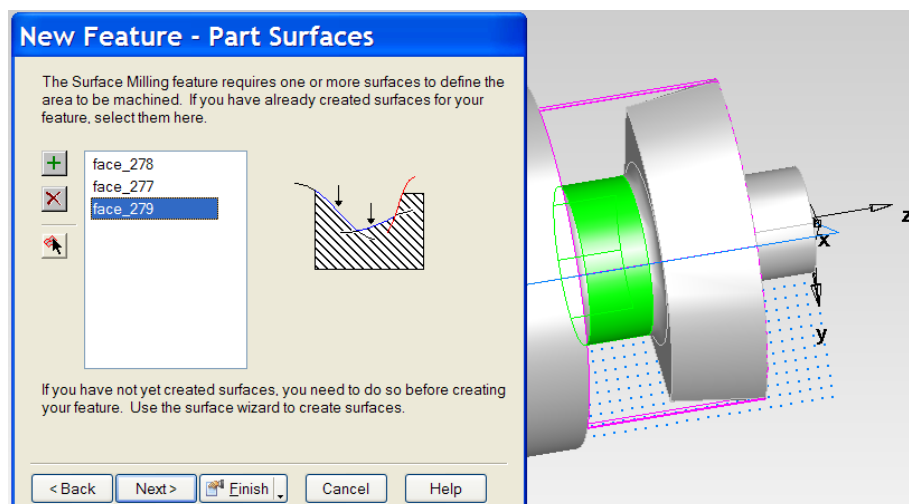 New Feature - Part Surfaces
The Surface Milling feature requires one or more surfaces to define the
area to be machined. If you have already created surfaces for your
feature, select them here.
face_278
face_277
face_279
If you have not yet created surfaces, you need to do so before creating
your feature. Use the surface wizard to create surfaces.
< Back
Next >
Finish
Cancel
Help
z
x
y